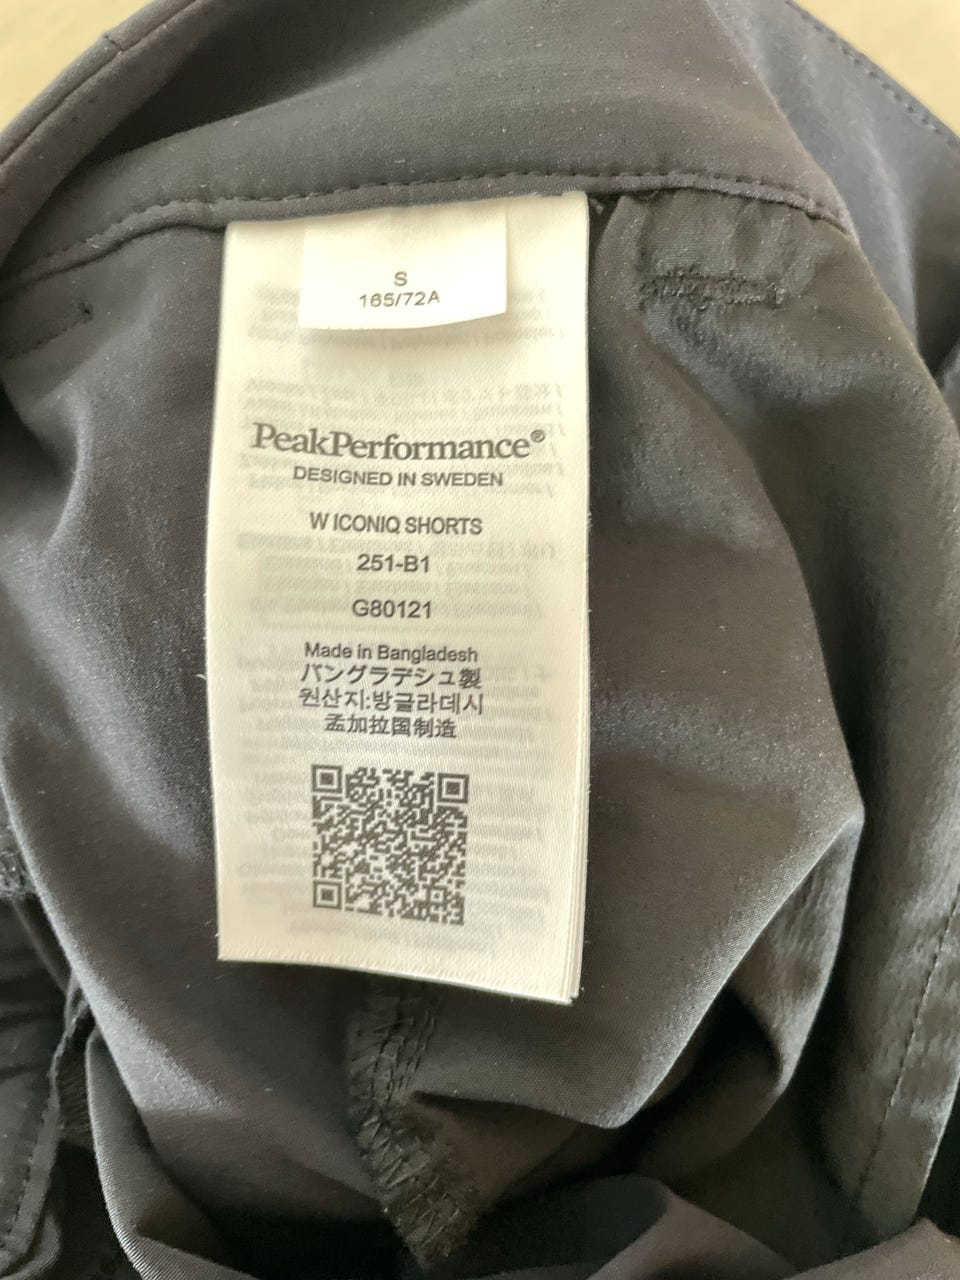 S
165/72A
PeakPerformance®
DESIGNED IN SWEDEN
W ICONIQ SHORTS
251-B1
G80121
Made in Bangladesh
バングラデシュ製
원산지:방글라데시
孟加拉国制造